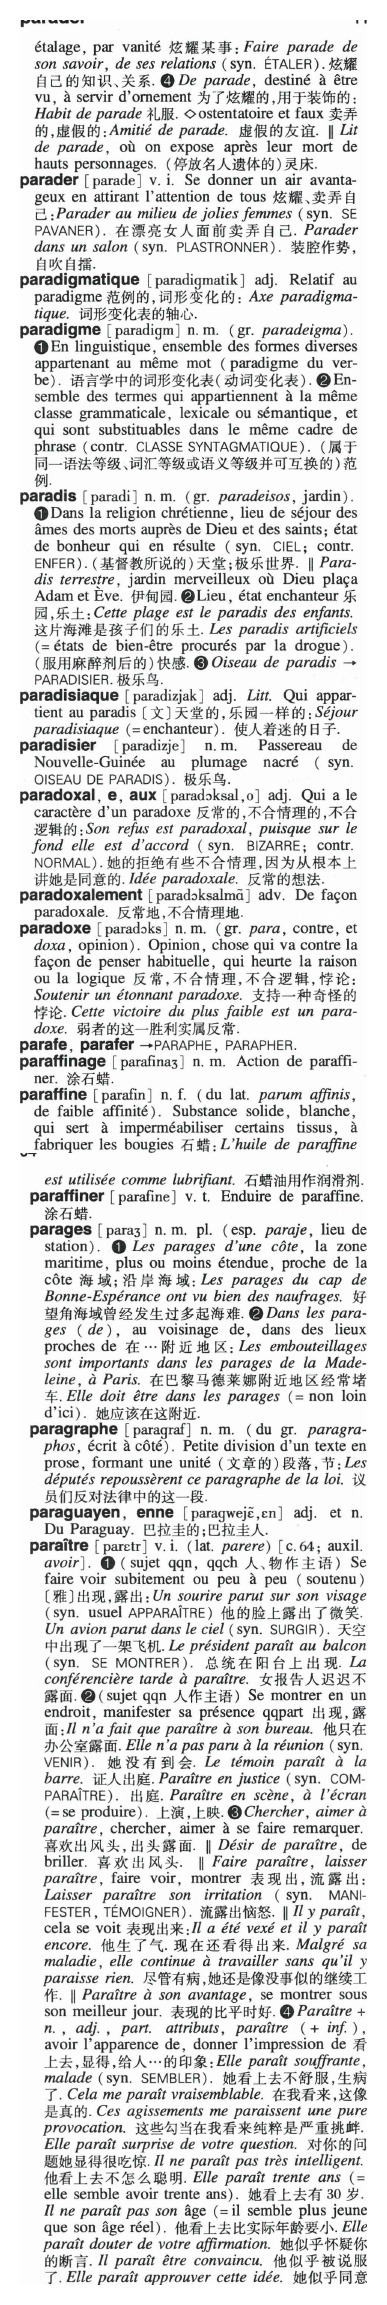 étalage, par vanité 炫耀某事: Faire parade de
son savoir, de ses relations (syn. ÉTALER). 炫耀
自己的知识、关系. ❹ De parade, destiné à être
vu, à servir d'ornement 为了炫耀的,用于装饰的:
Habit de parade 礼服. ◇ ostentatoire et faux 卖弄
的,虚假的: Amitié de parade. 虚假的友谊. ‖ Lit
de parade, où on expose après leur mort de
hauts personnages. (停放名人遗体的)灵床.
parader [parade] v. i. Se donner un air avanta-
geux en attirant l'attention de tous 炫耀、卖弄自
己: Parader au milieu de jolies femmes (syn. SE
PAVANER). 在漂亮女人面前卖弄自己. Parader
dans un salon (syn. PLASTRONNER). 装腔作势,
自吹自擂.
paradigmatique [paradigmatik] adj. Relatif au
paradigme 范例的,词形变化的: Axe paradigma-
tique. 词形变化表的轴心.
paradigme [paradigm] n. m. (gr. paradeigma).
❶ En linguistique, ensemble des formes diverses
appartenant au même mot (paradigme du ver-
be). 语言学中的词形变化表(动词变化表). ❷ En-
semble des termes qui appartiennent à la même
classe grammaticale, lexicale ou sémantique, et
qui sont substituables dans le même cadre de
phrase (contr. CLASSE SYNTAGMATIQUE). (属于
同一语法等级、词汇等级或语义等级并可互换的)范
例.
paradis [paradi] n. m. (gr. paradeisos, jardin).
❶ Dans la religion chrétienne, lieu de séjour des
âmes des morts auprès de Dieu et des saints; état
de bonheur qui en résulte (syn. CIEL; contr.
ENFER). (基督教所说的)天堂;极乐世界. ‖ Para-
dis terrestre, jardin merveilleux où Dieu plaça
Adam et Ève. 伊甸园. ❷ Lieu, état enchanteur 乐
园,乐土: Cette plage est le paradis des enfants.
这片海滩是孩子们的乐土. Les paradis artificiels
(= états de bien-être procurés par la drogue).
(服用麻醉剂后的)快感. ❸ Oiseau de paradis →
PARADISIER. 极乐鸟.
paradisiaque [paradizjak] adj. Litt. Qui appar-
tient au paradis [文]天堂的,乐园一样的: Séjour
paradisiaque (= enchanteur). 使人着迷的日子.
paradisier [paradizje] n. m. Passereau de
Nouvelle-Guinée au plumage nacré (syn.
OISEAU DE PARADIS). 极乐鸟.
paradoxal, e, aux [paradɔksal,o] adj. Qui a le
caractère d'un paradoxe 反常的,不合情理的,不合
逻辑的: Son refus est paradoxal, puisque sur le
fond elle est d'accord (syn. BIZARRE; contr.
NORMAL). 她的拒绝有些不合情理,因为从根本上
讲她是同意的. Idée paradoxale. 反常的想法.
paradoxalement [paradɔksalmã] adv. De façon
paradoxale. 反常地,不合情理地.
paradoxe [paradɔks] n. m. (gr. para, contre, et
doxa, opinion). Opinion, chose qui va contre la
façon de penser habituelle, qui heurte la raison
ou la logique 反常,不合情理,不合逻辑,悖论:
Soutenir un étonnant paradoxe. 支持一种奇怪的
悖论. Cette victoire du plus faible est un para-
doxe. 弱者的这一胜利实属反常.
parafe, parafer →PARAPHE, PARAPHER.
paraffinage [parafinaʒ] n. m. Action de paraffi-
ner. 涂石蜡.
paraffine [parafin] n. f. (du lat. parum affinis,
de faible affinité). Substance solide, blanche,
qui sert à imperméabiliser certains tissus, à
fabriquer les bougies 石蜡: L'huile de paraffine
est utilisée comme lubrifiant. 石蜡油用作润滑剂.
paraffiner [parafine] v. t. Enduire de paraffine.
涂石蜡.
parages [paraʒ] n. m. pl. (esp. paraje, lieu de
station). ❶ Les parages d'une côte, la zone
maritime, plus ou moins étendue, proche de la
côte 海域;沿岸海域: Les parages du cap de
Bonne-Espérance ont vu bien des naufrages. 好
望角海域曾经发生过多起海难. ❷ Dans les para-
ges (de), au voisinage de, dans des lieux
proches de 在…附近地区: Les embouteillages
sont importants dans les parages de la Made-
leine, à Paris. 在巴黎马德莱娜附近地区经常堵
车. Elle doit être dans les parages (= non loin
d'ici). 她应该在这附近.
paragraphe [paragraf] n. m. (du gr. paragra-
phos, écrit à côté). Petite division d'un texte en
prose, formant une unité (文章的)段落,节: Les
députés repoussèrent ce paragraphe de la loi. 议
员们反对法律中的这一段.
paraguayen, enne [paragwejɛ̃,ɛn] adj. et n.
Du Paraguay. 巴拉圭的;巴拉圭人.
paraître [parɛtr] v. i. (lat. parere) [c. 64; auxil.
avoir]. ❶ (sujet qqn, qqch 人、物作主语) Se
faire voir subitement ou peu à peu (soutenu)
[雅]出现,露出: Un sourire parut sur son visage
(syn. usuel APPARAÎTRE) 他的脸上露出了微笑.
Un avion parut dans le ciel (syn. SURGIR). 天空
中出现了一架飞机. Le président paraît au balcon
(syn. SE MONTRER). 总统在阳台上出现. La
conférencière tarde à paraître. 女报告人迟迟不
露面. ❷ (sujet qqn 人作主语) Se montrer en un
endroit, manifester sa présence qqpart 出现,露
面: Il n'a fait que paraître à son bureau. 他只在
办公室露面. Elle n'a pas paru à la réunion (syn.
VENIR). 她没有到会. Le témoin paraît à la
barre. 证人出庭. Paraître en justice (syn. COM-
PARAÎTRE). 出庭. Paraître en scène, à l'écran
(= se produire). 上演,上映. ❸ Chercher, aimer à
paraître, chercher, aimer à se faire remarquer.
喜欢出风头,出头露面. ‖ Désir de paraître, de
briller. 喜欢出风头. ‖ Faire paraître, laisser
paraître, faire voir, montrer 表现出,流露出:
Laisser paraître son irritation (syn. MANI-
FESTER, TÉMOIGNER). 流露出恼怒. ‖ Il y paraît,
cela se voit 表现出来: Il a été vexé et il y paraît
encore. 他生了气. 现在还看得出来. Malgré sa
maladie, elle continue à travailler sans qu'il y
paraisse rien. 尽管有病,她还是像没事似的继续工
作. ‖ Paraître à son avantage, se montrer sous
son meilleur jour. 表现的比平时好. ❹ Paraître +
n., adj., part. attributs, paraître (+ inf.),
avoir l'apparence de, donner l'impression de 看
上去,显得,给人…的印象: Elle paraît souffrante,
malade (syn. SEMBLER). 她看上去不舒服,生病
了. Cela me paraît vraisemblable. 在我看来,这像
是真的. Ces agissements me paraissent une pure
provocation. 这些勾当在我看来纯粹是严重挑衅.
Elle paraît surprise de votre question. 对你的问
题她显得很吃惊. Il ne paraît pas très intelligent.
他看上去不怎么聪明. Elle paraît trente ans (=
elle semble avoir trente ans). 她看上去有 30 岁.
Il ne paraît pas son âge (= il semble plus jeune
que son âge réel). 他看上去比实际年龄要小. Elle
paraît douter de votre affirmation. 她似乎怀疑你
的断言. Il paraît être convaincu. 他似乎被说服
了. Elle paraît approuver cette idée. 她似乎同意